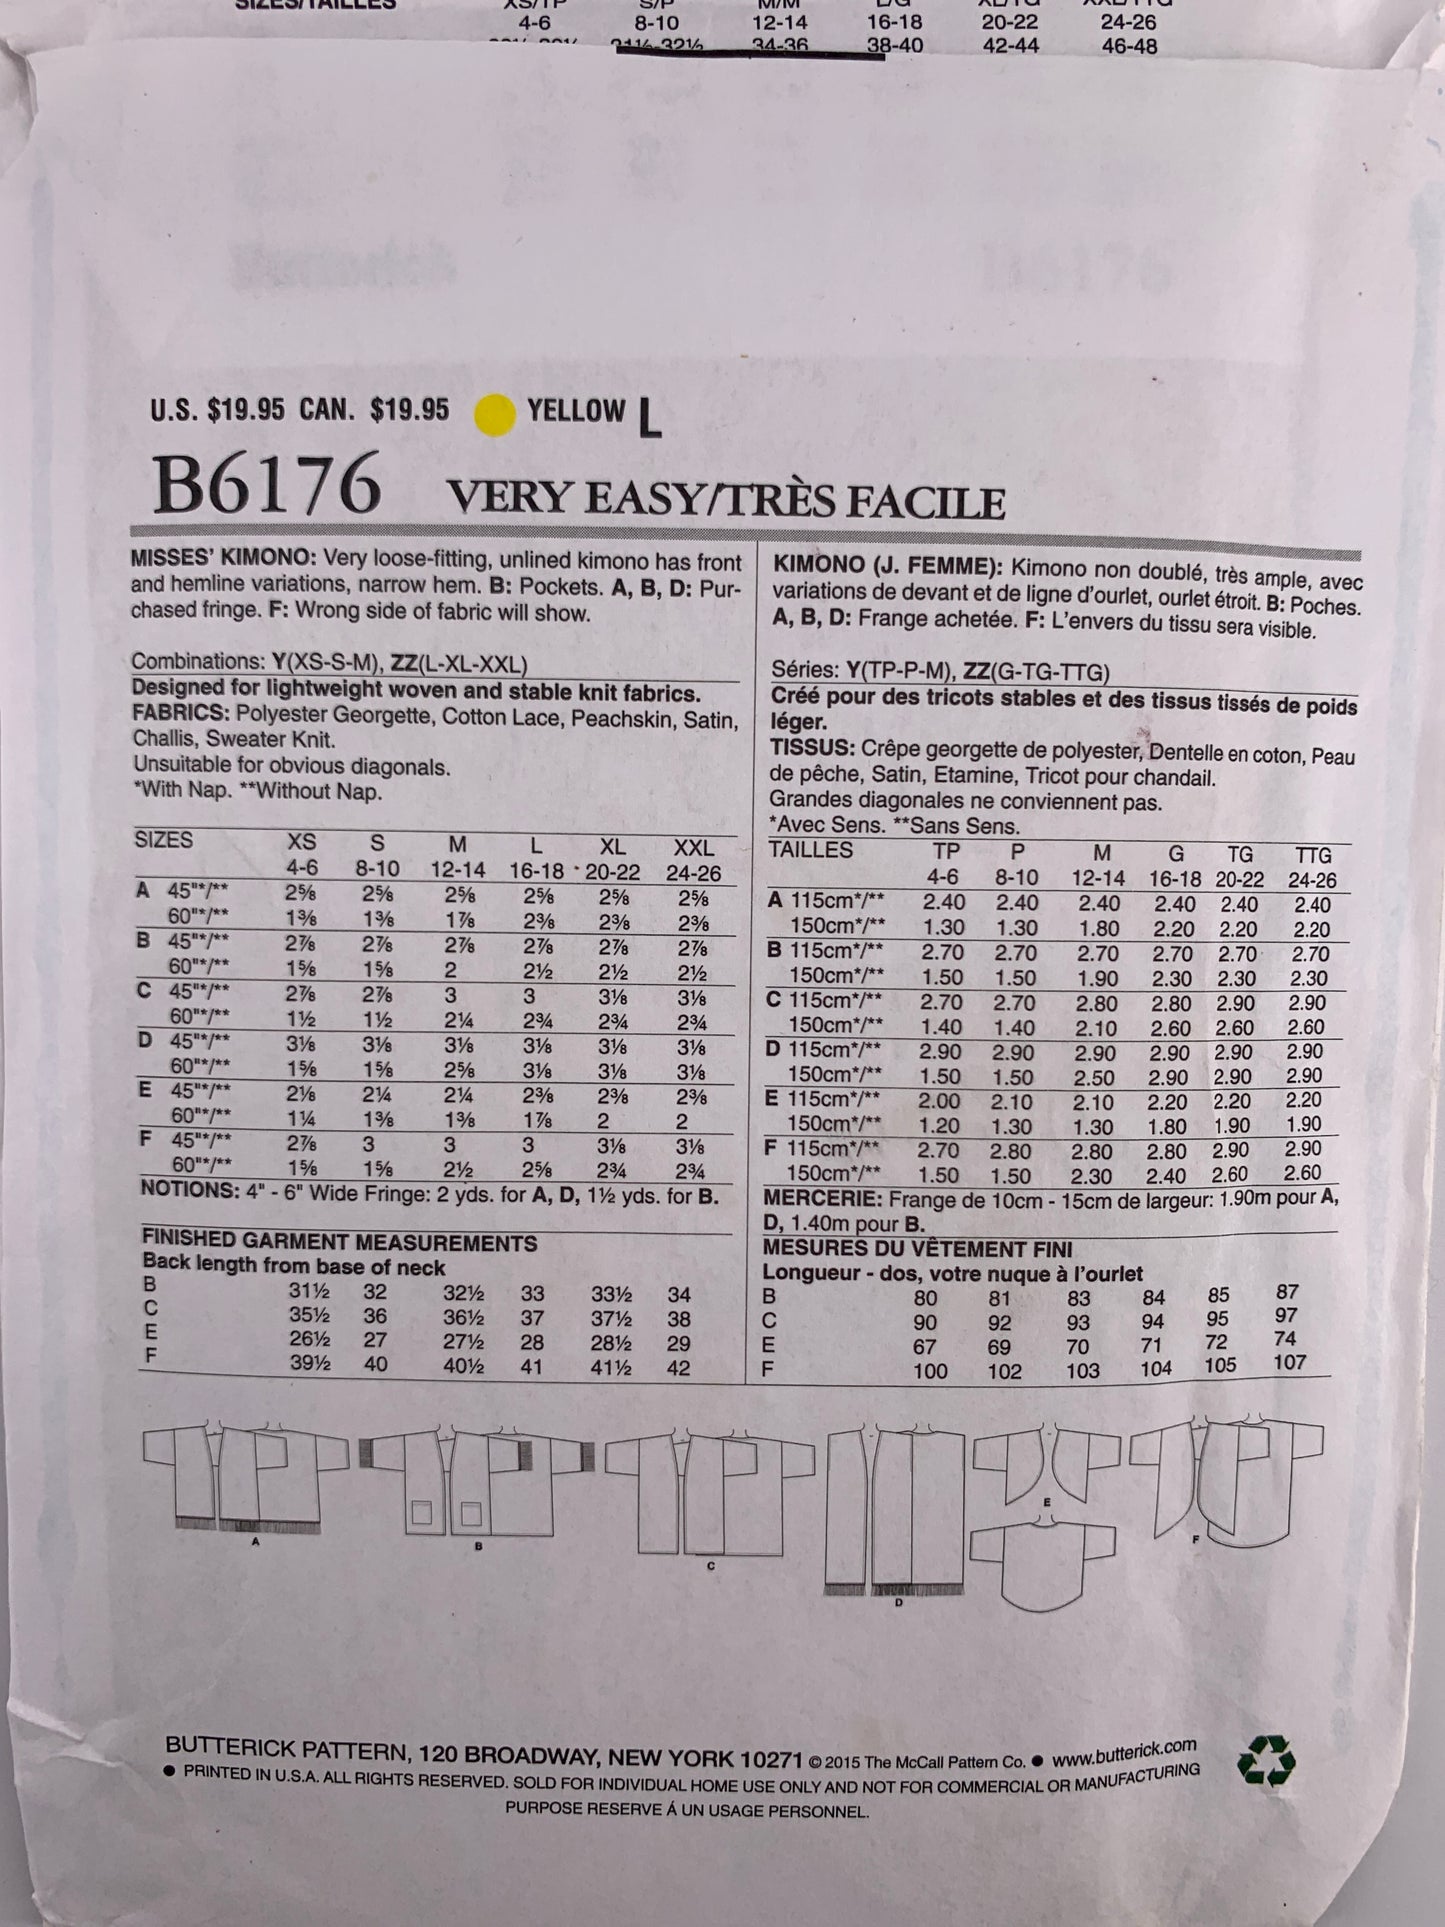 SIZES/TAILLES XS/TP S/P M/M L/G XL/TG XXL/TTG
4-6 8-10 12-14 16-18 20-22 24-26
31½-32½ 34-36 38-40 42-44 46-48
Butterick B6176
U.S. $19.95 CAN. $19.95 YELLOW L
B6176 VERY EASY/TRÈS FACILE
MISSES' KIMONO: Very loose-fitting, unlined kimono has front
and hemline variations, narrow hem. B: Pockets. A, B, D: Pur-
chased fringe. F: Wrong side of fabric will show.
Combinations: Y(XS-S-M), ZZ(L-XL-XXL)
Designed for lightweight woven and stable knit fabrics.
FABRICS: Polyester Georgette, Cotton Lace, Peachskin, Satin,
Challis, Sweater Knit.
Unsuitable for obvious diagonals.
*With Nap. **Without Nap.
SIZES XS S M L XL XXL
4-6 8-10 12-14 16-18 20-22 24-26
A 45"*/** 2⅝ 2⅝ 2⅝ 2⅝ 2⅝ 2⅝
60"*/** 1⅜ 1⅜ 1⅞ 2⅜ 2⅜ 2⅜
B 45"*/** 2⅞ 2⅞ 2⅞ 2⅞ 2⅞ 2⅞
60"*/** 1⅝ 1⅝ 2 2½ 2½ 2½
C 45"*/** 2⅞ 2⅞ 3 3 3⅛ 3⅛
60"*/** 1½ 1½ 2¼ 2¾ 2¾ 2¾
D 45"*/** 3⅛ 3⅛ 3⅛ 3⅛ 3⅛ 3⅛
60"*/** 1⅝ 1⅝ 2⅝ 3⅛ 3⅛ 3⅛
E 45"*/** 2⅛ 2¼ 2¼ 2⅜ 2⅜ 2⅜
60"*/** 1¼ 1⅜ 1⅜ 1⅞ 2 2
F 45"*/** 2⅞ 3 3 3 3⅛ 3⅛
60"*/** 1⅝ 1⅝ 2½ 2⅝ 2¾ 2¾
NOTIONS: 4" - 6" Wide Fringe: 2 yds. for A, D, 1½ yds. for B.
FINISHED GARMENT MEASUREMENTS
Back length from base of neck
B 31½ 32 32½ 33 33½ 34
C 35½ 36 36½ 37 37½ 38
E 26½ 27 27½ 28 28½ 29
F 39½ 40 40½ 41 41½ 42
KIMONO (J. FEMME): Kimono non doublé, très ample, avec
variations de devant et de ligne d'ourlet, ourlet étroit. B: Poches.
A, B, D: Frange achetée. F: L'envers du tissu sera visible.
Séries: Y(TP-P-M), ZZ(G-TG-TTG)
Créé pour des tricots stables et des tissus tissés de poids
léger.
TISSUS: Crêpe georgette de polyester, Dentelle en coton, Peau
de pêche, Satin, Etamine, Tricot pour chandail.
Grandes diagonales ne conviennent pas.
*Avec Sens. **Sans Sens.
TAILLES TP P M G TG TTG
4-6 8-10 12-14 16-18 20-22 24-26
A 115cm*/** 2.40 2.40 2.40 2.40 2.40 2.40
150cm*/** 1.30 1.30 1.80 2.20 2.20 2.20
B 115cm*/** 2.70 2.70 2.70 2.70 2.70 2.70
150cm*/** 1.50 1.50 1.90 2.30 2.30 2.30
C 115cm*/** 2.70 2.70 2.80 2.80 2.90 2.90
150cm*/** 1.40 1.40 2.10 2.60 2.60 2.60
D 115cm*/** 2.90 2.90 2.90 2.90 2.90 2.90
150cm*/** 1.50 1.50 2.50 2.90 2.90 2.90
E 115cm*/** 2.00 2.10 2.10 2.20 2.20 2.20
150cm*/** 1.20 1.30 1.30 1.80 1.90 1.90
F 115cm*/** 2.70 2.80 2.80 2.80 2.90 2.90
150cm*/** 1.50 1.50 2.30 2.40 2.60 2.60
MERCERIE: Frange de 10cm - 15cm de largeur: 1.90m pour A,
D, 1.40m pour B.
MESURES DU VÊTEMENT FINI
Longueur - dos, votre nuque à l'ourlet
B 80 81 83 84 85 87
C 90 92 93 94 95 97
E 67 69 70 71 72 74
F 100 102 103 104 105 107
A
B
C
D
E
F
BUTTERICK PATTERN, 120 BROADWAY, NEW YORK 10271 © 2015 The McCall Pattern Co. ● www.butterick.com
● PRINTED IN U.S.A. ALL RIGHTS RESERVED. SOLD FOR INDIVIDUAL HOME USE ONLY AND NOT FOR COMMERCIAL OR MANUFACTURING
PURPOSE RESERVE Á UN USAGE PERSONNEL.